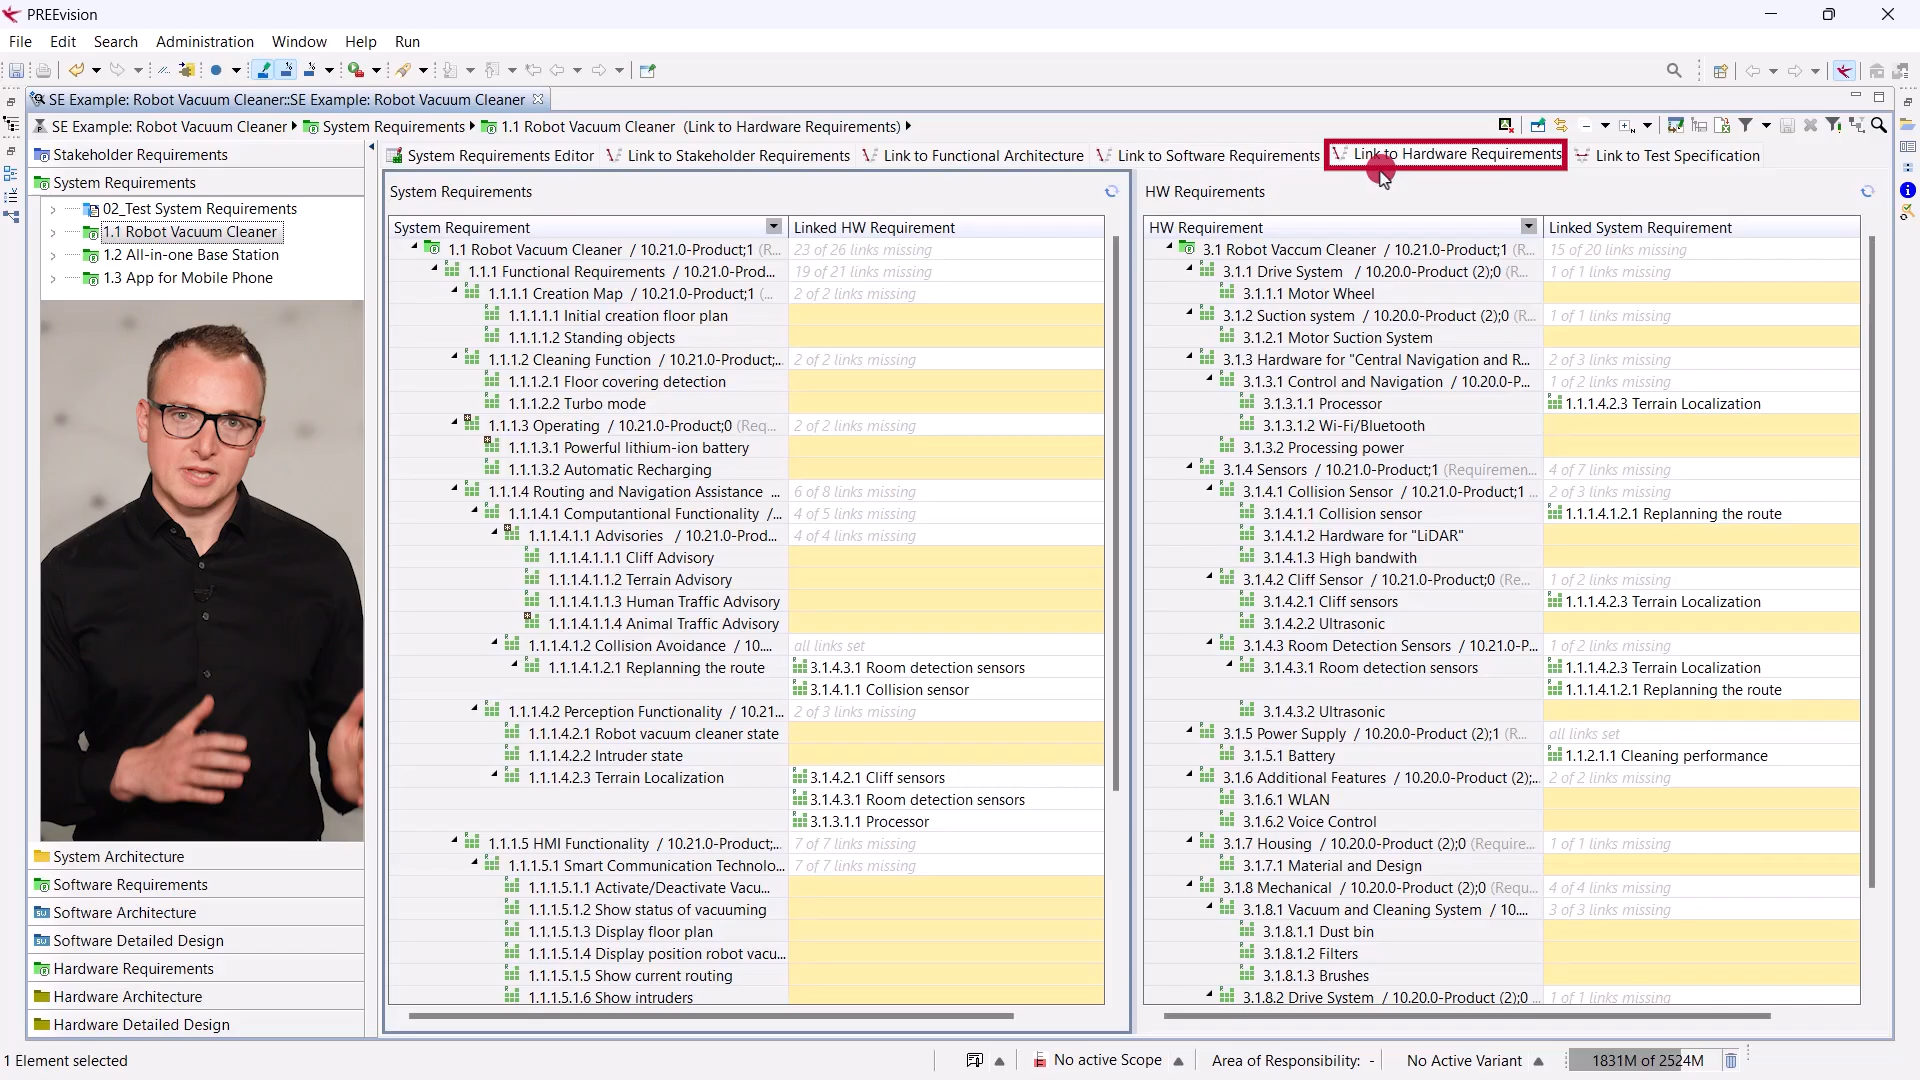 PREEvision
File Edit Search Administration Window Help Run
SE Example: Robot Vacuum Cleaner::SE Example: Robot Vacuum Cleaner
SE Example: Robot Vacuum Cleaner System Requirements 1.1 Robot Vacuum Cleaner (Link to Hardware Requirements)
Stakeholder Requirements
System Requirements
02_Test System Requirements
1.1 Robot Vacuum Cleaner
1.2 All-in-one Base Station
1.3 App for Mobile Phone
System Architecture
Software Requirements
Software Architecture
Software Detailed Design
Hardware Requirements
Hardware Architecture
Hardware Detailed Design
System Requirements Editor Link to Stakeholder Requirements Link to Functional Architecture Link to Software Requirements Link to Hardware Requirements Link to Test Specification
System Requirements
System Requirement Linked HW Requirement
1.1 Robot Vacuum Cleaner / 10.21.0-Product;1 (R... 23 of 26 links missing
1.1.1 Functional Requirements / 10.21.0-Prod... 19 of 21 links missing
1.1.1.1 Creation Map / 10.21.0-Product;1 (... 2 of 2 links missing
1.1.1.1.1 Initial creation floor plan
1.1.1.1.2 Standing objects
1.1.1.2 Cleaning Function / 10.21.0-Product;... 2 of 2 links missing
1.1.1.2.1 Floor covering detection
1.1.1.2.2 Turbo mode
1.1.1.3 Operating / 10.21.0-Product;0 (Req... 2 of 2 links missing
1.1.1.3.1 Powerful lithium-ion battery
1.1.1.3.2 Automatic Recharging
1.1.1.4 Routing and Navigation Assistance ... 6 of 8 links missing
1.1.1.4.1 Computantional Functionality /... 4 of 5 links missing
1.1.1.4.1.1 Advisories / 10.21.0-Prod... 4 of 4 links missing
1.1.1.4.1.1.1 Cliff Advisory
1.1.1.4.1.1.2 Terrain Advisory
1.1.1.4.1.1.3 Human Traffic Advisory
1.1.1.4.1.1.4 Animal Traffic Advisory
1.1.1.4.1.2 Collision Avoidance / 10.... all links set
1.1.1.4.1.2.1 Replanning the route 3.1.4.3.1 Room detection sensors
3.1.4.1.1 Collision sensor
1.1.1.4.2 Perception Functionality / 10.21... 2 of 3 links missing
1.1.1.4.2.1 Robot vacuum cleaner state
1.1.1.4.2.2 Intruder state
1.1.1.4.2.3 Terrain Localization 3.1.4.2.1 Cliff sensors
3.1.4.3.1 Room detection sensors
3.1.3.1.1 Processor
1.1.1.5 HMI Functionality / 10.21.0-Product;... 7 of 7 links missing
1.1.1.5.1 Smart Communication Technolo... 7 of 7 links missing
1.1.1.5.1.1 Activate/Deactivate Vacu...
1.1.1.5.1.2 Show status of vacuuming
1.1.1.5.1.3 Display floor plan
1.1.1.5.1.4 Display position robot vacu...
1.1.1.5.1.5 Show current routing
1.1.1.5.1.6 Show intruders
HW Requirements
HW Requirement Linked System Requirement
3.1 Robot Vaccum Cleaner / 10.21.0-Product;1 (R... 15 of 20 links missing
3.1.1 Drive System / 10.20.0-Product (2);0 (R... 1 of 1 links missing
3.1.1.1 Motor Wheel
3.1.2 Suction system / 10.20.0-Product (2);0 (R... 1 of 1 links missing
3.1.2.1 Motor Suction System
3.1.3 Hardware for "Central Navigation and R... 2 of 3 links missing
3.1.3.1 Control and Navigation / 10.20.0-P... 1 of 2 links missing
3.1.3.1.1 Processor 1.1.1.4.2.3 Terrain Localization
3.1.3.1.2 Wi-Fi/Bluetooth
3.1.3.2 Processing power
3.1.4 Sensors / 10.21.0-Product;1 (Requiremen... 4 of 7 links missing
3.1.4.1 Collision Sensor / 10.21.0-Product;1 ... 2 of 3 links missing
3.1.4.1.1 Collision sensor 1.1.1.4.1.2.1 Replanning the route
3.1.4.1.2 Hardware for "LiDAR"
3.1.4.1.3 High bandwith
3.1.4.2 Cliff Sensor / 10.21.0-Product;0 (Re... 1 of 2 links missing
3.1.4.2.1 Cliff sensors 1.1.1.4.2.3 Terrain Localization
3.1.4.2.2 Ultrasonic
3.1.4.3 Room Detection Sensors / 10.21.0-P... 1 of 2 links missing
3.1.4.3.1 Room detection sensors 1.1.1.4.2.3 Terrain Localization
1.1.1.4.1.2.1 Replanning the route
3.1.4.3.2 Ultrasonic
3.1.5 Power Supply / 10.20.0-Product (2);1 (R... all links set
3.1.5.1 Battery 1.1.2.1.1 Cleaning performance
3.1.6 Additional Features / 10.20.0-Product (2);... 2 of 2 links missing
3.1.6.1 WLAN
3.1.6.2 Voice Control
3.1.7 Housing / 10.20.0-Product (2);0 (Require... 1 of 1 links missing
3.1.7.1 Material and Design
3.1.8 Mechanical / 10.20.0-Product (2);0 (Requ... 4 of 4 links missing
3.1.8.1 Vacuum and Cleaning System / 10.... 3 of 3 links missing
3.1.8.1.1 Dust bin
3.1.8.1.2 Filters
3.1.8.1.3 Brushes
3.1.8.2 Drive System / 10.20.0-Product (2);0 ... 1 of 1 links missing
1 Element selected No active Scope Area of Responsibility: - No Active Variant 1831M of 2524M